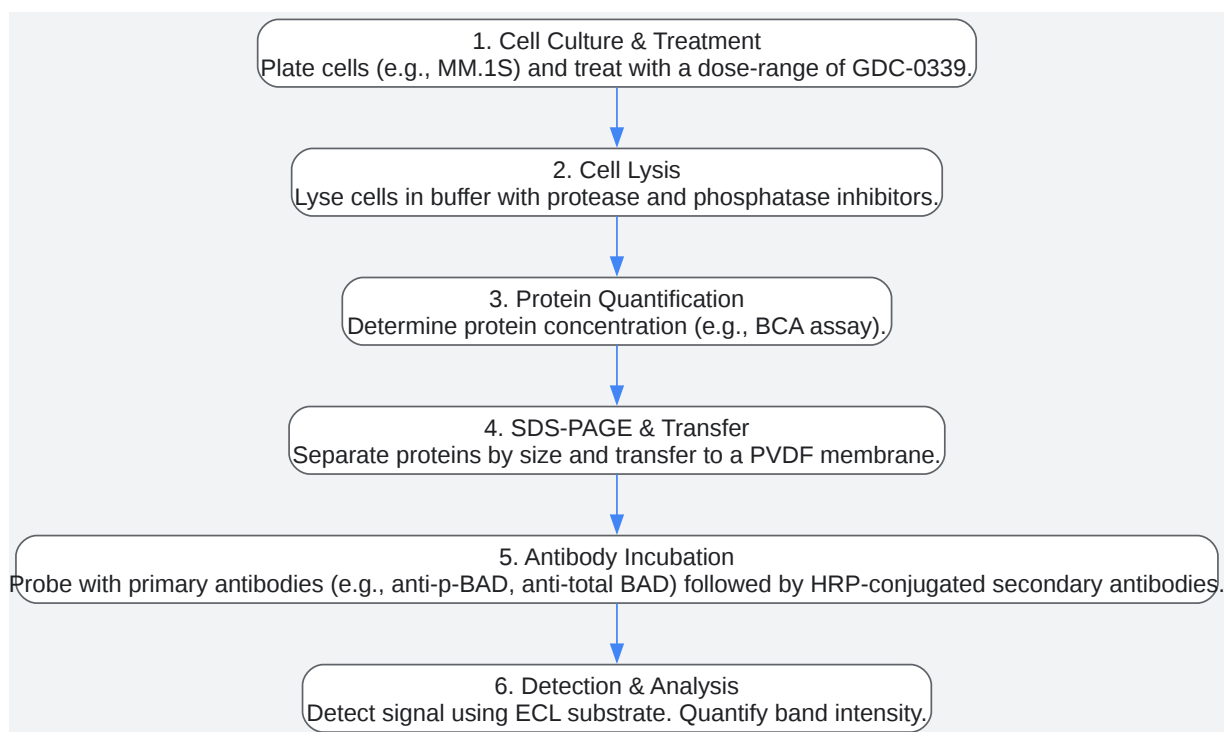 1. Cell Culture & Treatment
Plate cells (e.g., MM.1S) and treat with a dose-range of GDC-0339.
2. Cell Lysis
Lyse cells in buffer with protease and phosphatase inhibitors.
3. Protein Quantification
Determine protein concentration (e.g., BCA assay).
4. SDS-PAGE & Transfer
Separate proteins by size and transfer to a PVDF membrane.
5. Antibody Incubation
Probe with primary antibodies (e.g., anti-p-BAD, anti-total BAD) followed by HRP-conjugated secondary antibodies.
6. Detection & Analysis
Detect signal using ECL substrate. Quantify band intensity.